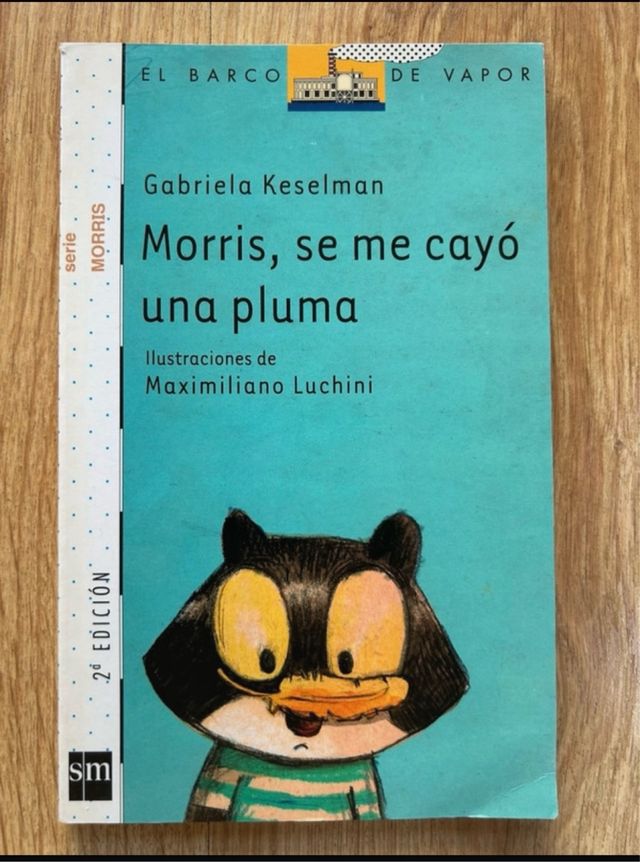 EL BARCO DE VAPOR
Gabriela Keselman
Morris, se me cayó
una pluma
Ilustraciones de
Maximiliano Luchini
serie
MORRIS
2ª EDICIÓN
sm